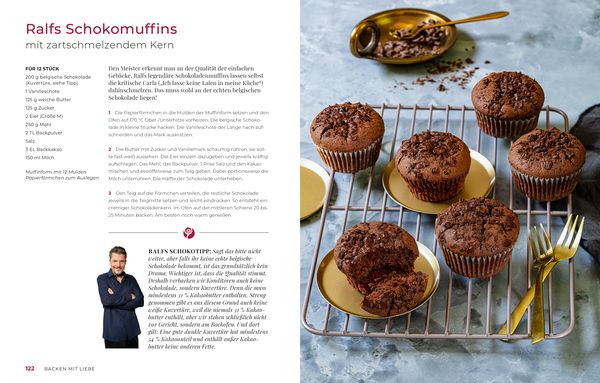 Ralfs Schokomuffins
mit zartschmelzendem Kern
FÜR 12 STÜCK
200 g belgische Schokolade
(Kuvertüre, siehe Tipp)
1 Vanilleschote
125 g weiche Butter
125 g Zucker
2 Eier (Größe M)
250 g Mehl
2 TL Backpulver
Salz
3 EL Backkakao
150 ml Milch
Muffinform mit 12 Mulden
Papierförmchen zum Auslegen
Den Meister erkennt man an der Qualität der einfachen
Gebäcke. Ralfs legendäre Schokoladenmuffins lassen selbst
die kritische Carla („Ich lasse keine Laien in meine Küche“)
dahinschmelzen. Das muss wohl an der echten belgischen
Schokolade liegen!
1 Die Papierförmchen in die Mulden der Muffinform setzen und den
Ofen auf 170 °C Ober-/Unterhitze vorheizen. Die belgische Schoko-
lade in kleine Stücke hacken. Die Vanilleschote der Länge nach auf-
schneiden und das Mark auskratzen.
2 Die Butter mit Zucker und Vanillemark schaumig rühren, sie soll-
te fast weiß aussehen. Die Eier einzeln dazugeben und jeweils kräftig
aufschlagen. Das Mehl, das Backpulver, 1 Prise Salz und den Kakao
mischen und esslöffelweise zum Teig geben. Dabei portionsweise die
Milch unterrühren. Die Hälfte der Schokolade unterheben.
3 Den Teig auf die Förmchen verteilen, die restliche Schokolade
jeweils in die Teigmitte setzen und leicht eindrücken. So entsteht ein
cremiger Schokoladenkern. Im Ofen auf der mittleren Schiene 20 bis
25 Minuten backen. Am besten noch warm genießen.
RALFS SCHOKOTIPP: Sagt das bitte nicht
weiter, aber falls ihr keine echte belgische
Schokolade bekommt, ist das grundsätzlich kein
Drama. Wichtiger ist, dass die Qualität stimmt.
Deshalb verbacken wir Konditoren auch keine
Schokolade, sondern Kuvertüre. Denn die muss
mindestens 31 % Kakaobutter enthalten. Streng
genommen gibt es aus diesem Grund auch keine
weiße Kuvertüre, weil die niemals 31 % Kakao-
butter enthält, aber wir stehen schließlich nicht
vor Gericht, sondern am Backofen. Und dort
gilt: Eine gute dunkle Kuvertüre hat mindestens
54 % Kakaoanteil und enthält außer Kakao-
butter keine anderen Fette.
122 BACKEN MIT LIEBE